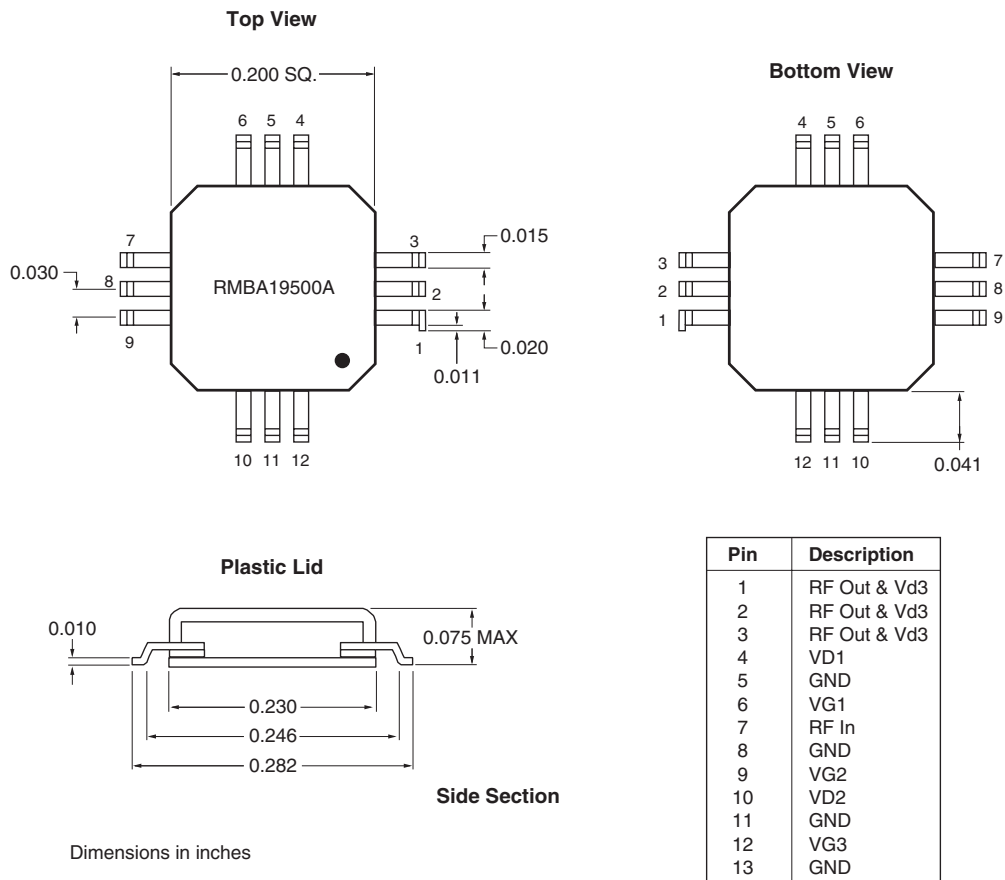 Top View
0.200 SQ.
6 5 4
7
3
0.015
0.030
8
RMBA19500A
2
9
1
0.020
0.011
10 11 12
Bottom View
4 5 6
3
7
2
8
1
9
12 11 10
0.041
Plastic Lid
0.010
0.075 MAX
0.230
0.246
0.282
Side Section
Dimensions in inches
Pin Description
1 RF Out & Vd3
2 RF Out & Vd3
3 RF Out & Vd3
4 VD1
5 GND
6 VG1
7 RF In
8 GND
9 VG2
10 VD2
11 GND
12 VG3
13 GND